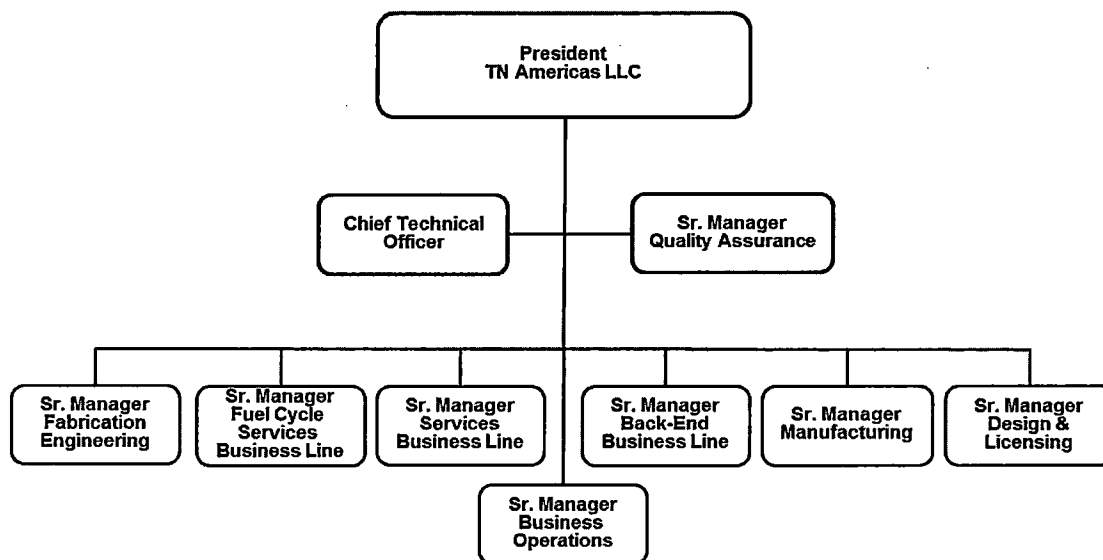 President
TN Americas LLC
Chief Technical
Officer
Sr. Manager
Quality Assurance
Sr. Manager
Fabrication
Engineering
Sr. Manager
Fuel Cycle
Services
Business Line
Sr. Manager
Services
Business Line
Sr. Manager
Back-End
Business Line
Sr. Manager
Manufacturing
Sr. Manager
Design &
Licensing
Sr. Manager
Business
Operations